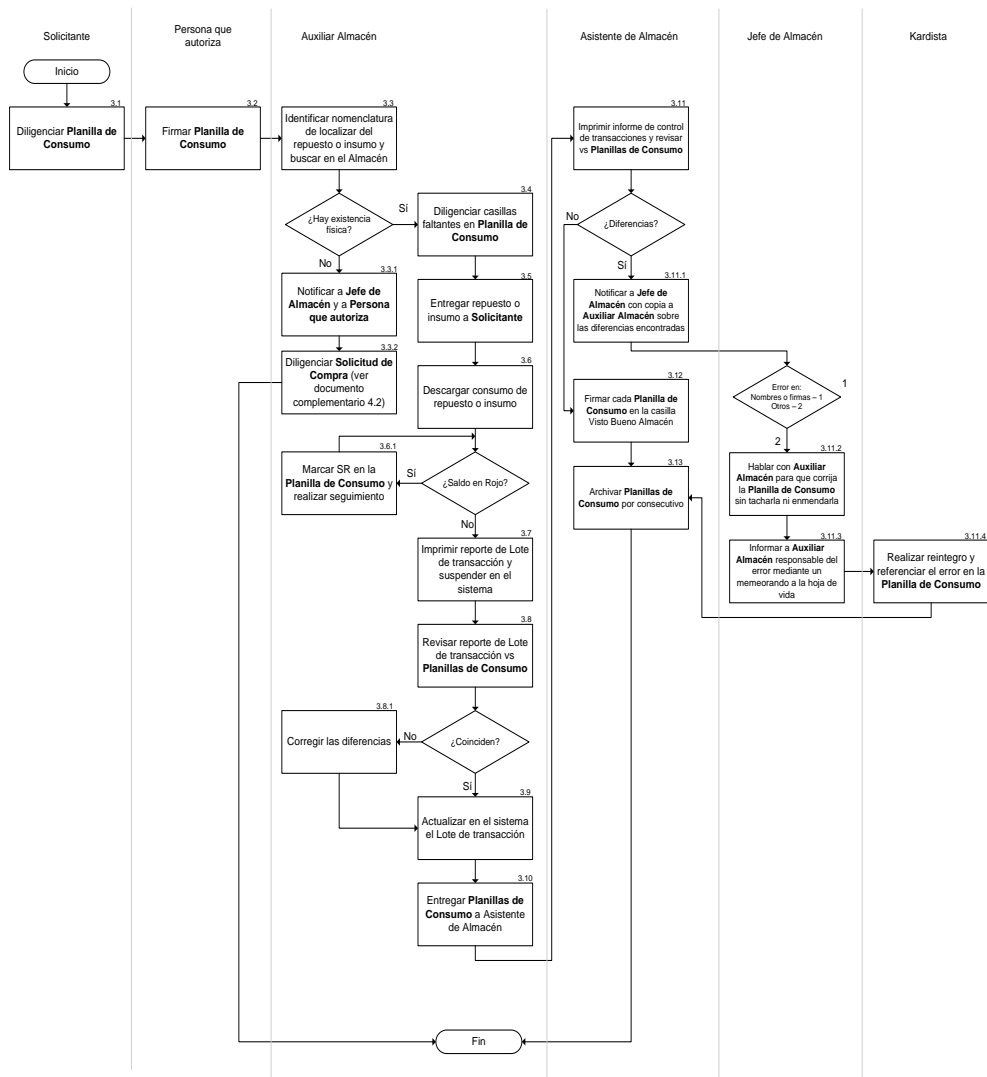 Solicitante
Persona que
autoriza
Auxiliar Almacén
Asistente de Almacén
Jefe de Almacén
Kardista
Inicio
3.1
Diligenciar Planilla de
Consumo
3.2
Firmar Planilla de
Consumo
3.3
Identificar nomenclatura
de localizar del
repuesto o insumo y
buscar en el Almacén
¿Hay existencia
física?
Sí
No
3.4
Diligenciar casillas
faltantes en Planilla de
Consumo
3.3.1
Notificar a Jefe de
Almacén y a Persona
que autoriza
3.5
Entregar repuesto o
insumo a Solicitante
3.3.2
Diligenciar Solicitud de
Compra (ver
documento
complementario 4.2)
3.6
Descargar consumo de
repuesto o insumo
3.6.1
Marcar SR en la
Planilla de Consumo y
realizar seguimiento
Sí
¿Saldo en Rojo?
No
3.7
Imprimir reporte de Lote
de transacción y
suspender en el
sistema
3.8
Revisar reporte de Lote
de transacción vs
Planillas de Consumo
3.8.1
Corregir las diferencias
No
¿Coinciden?
Sí
3.9
Actualizar en el sistema
el Lote de transacción
3.10
Entregar Planillas de
Consumo a Asistente
de Almacén
3.11
Imprimir informe de control
de transacciones y revisar
vs Planillas de Consumo
No
¿Diferencias?
Sí
3.11.1
Notificar a Jefe de
Almacén con copia a
Auxiliar Almacén sobre
las diferencias encontradas
3.12
Firmar cada Planilla de
Consumo en la casilla
Visto Bueno Almacén
3.13
Archivar Planillas de
Consumo por consecutivo
Error en:
Nombres o firmas – 1
Otros – 2
1
2
3.11.2
Hablar con Auxiliar
Almacén para que corrija
la Planilla de Consumo
sin tacharla ni enmendarla
3.11.3
Informar a Auxiliar
Almacén responsable del
error mediante un
memeorando a la hoja de
vida
3.11.4
Realizar reintegro y
referenciar el error en la
Planilla de Consumo
Fin